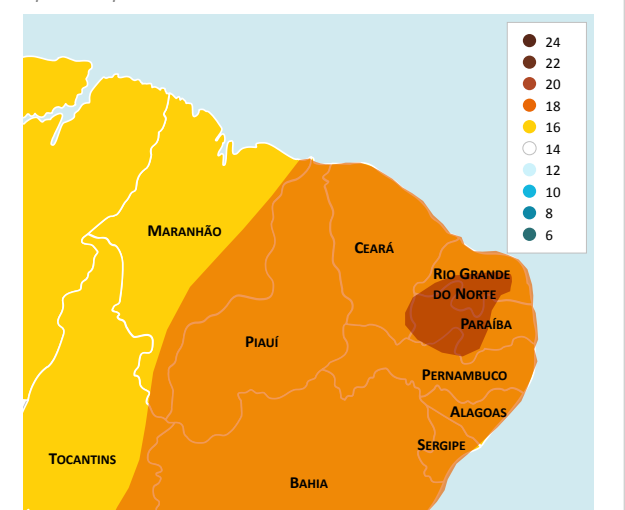 24
22
20
18
16
14
12
10
8
6
MARANHÃO
CEARÁ
RIO GRANDE
DO NORTE
PARAÍBA
PIAUÍ
PERNAMBUCO
ALAGOAS
SERGIPE
TOCANTINS
BAHIA